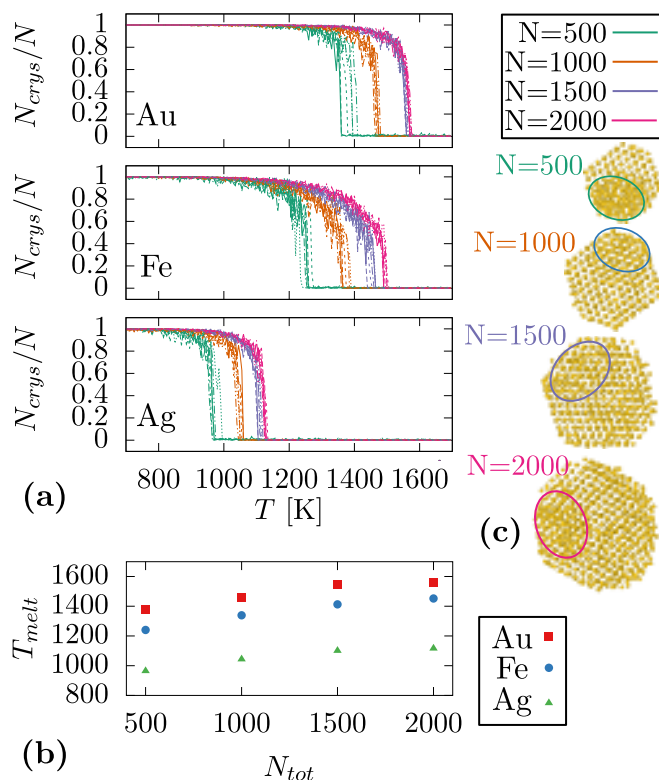 N_crys/N
1
0.8
0.6
0.4
0.2
0
Au
N_crys/N
1
0.8
0.6
0.4
0.2
0
Fe
N_crys/N
1
0.8
0.6
0.4
0.2
0
Ag
800 1000 1200 1400 1600
(a)
T [K]
N=500
N=1000
N=1500
N=2000
N=500
N=1000
N=1500
N=2000
(c)
T_melt
1600
1400
1200
1000
800
500 1000 1500 2000
(b)
N_tot
Au
Fe
Ag